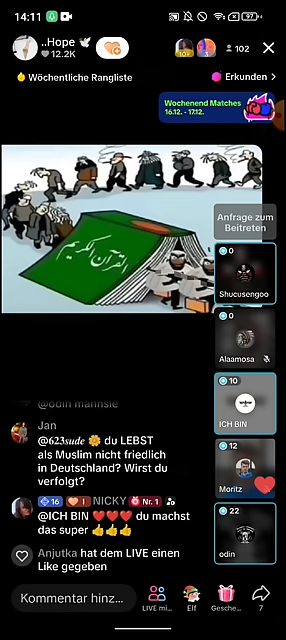 14:11
97
..Hope 🕊
12.2K
10+
102
Wöchentliche Rangliste
Erkunden >
Wochenend Matches
16.12. - 17.12.
القرآن الكريم
Anfrage zum
Beitreten
0
Shucusengoo
0
Alaamosa
10
ICH BIN
12
Moritz
22
odin
@odin mannsie
Jan
@623sude 🌼 du LEBST
als Muslim nicht friedlich
in Deutschland? Wirst du
verfolgt?
16 I NICKY Nr. 1
@ICH BIN ❤️❤️❤️ du machst
das super 👍👍👍
Anjutka hat dem LIVE einen
Like gegeben
Kommentar hinz...
LIVE mi...
Elf
Gesche...
7